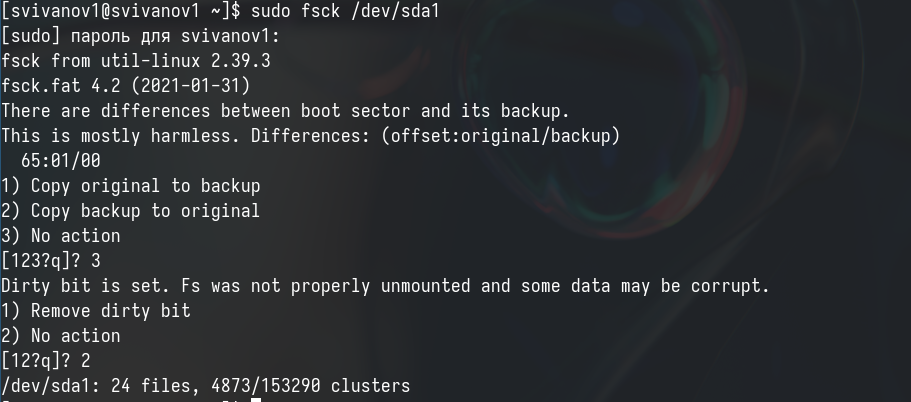 [svivanov1@svivanov1 ~]$ sudo fsck /dev/sda1
[sudo] пароль для svivanov1:
fsck from util-linux 2.39.3
fsck.fat 4.2 (2021-01-31)
There are differences between boot sector and its backup.
This is mostly harmless. Differences: (offset:original/backup)
  65:01/00
1) Copy original to backup
2) Copy backup to original
3) No action
[123?q]? 3
Dirty bit is set. Fs was not properly unmounted and some data may be corrupt.
1) Remove dirty bit
2) No action
[12?q]? 2
/dev/sda1: 24 files, 4873/153290 clusters